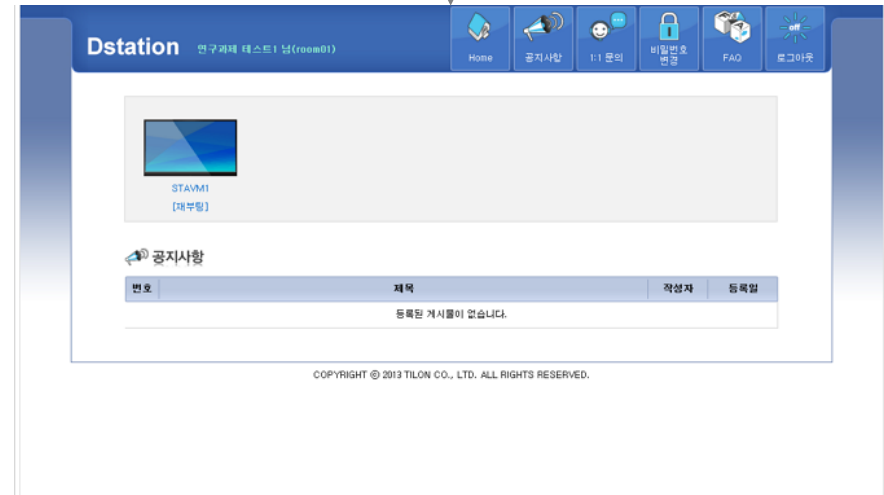 Dstation 연구과제 테스트1 님(room01)
Home
공지사항
1:1 문의
비밀번호
변경
FAQ
off
로그아웃
STAVM1
[재부팅]
공지사항
번호 제목 작성자 등록일
등록된 게시물이 없습니다.
COPYRIGHT ⓒ 2013 TILON CO., LTD. ALL RIGHTS RESERVED.